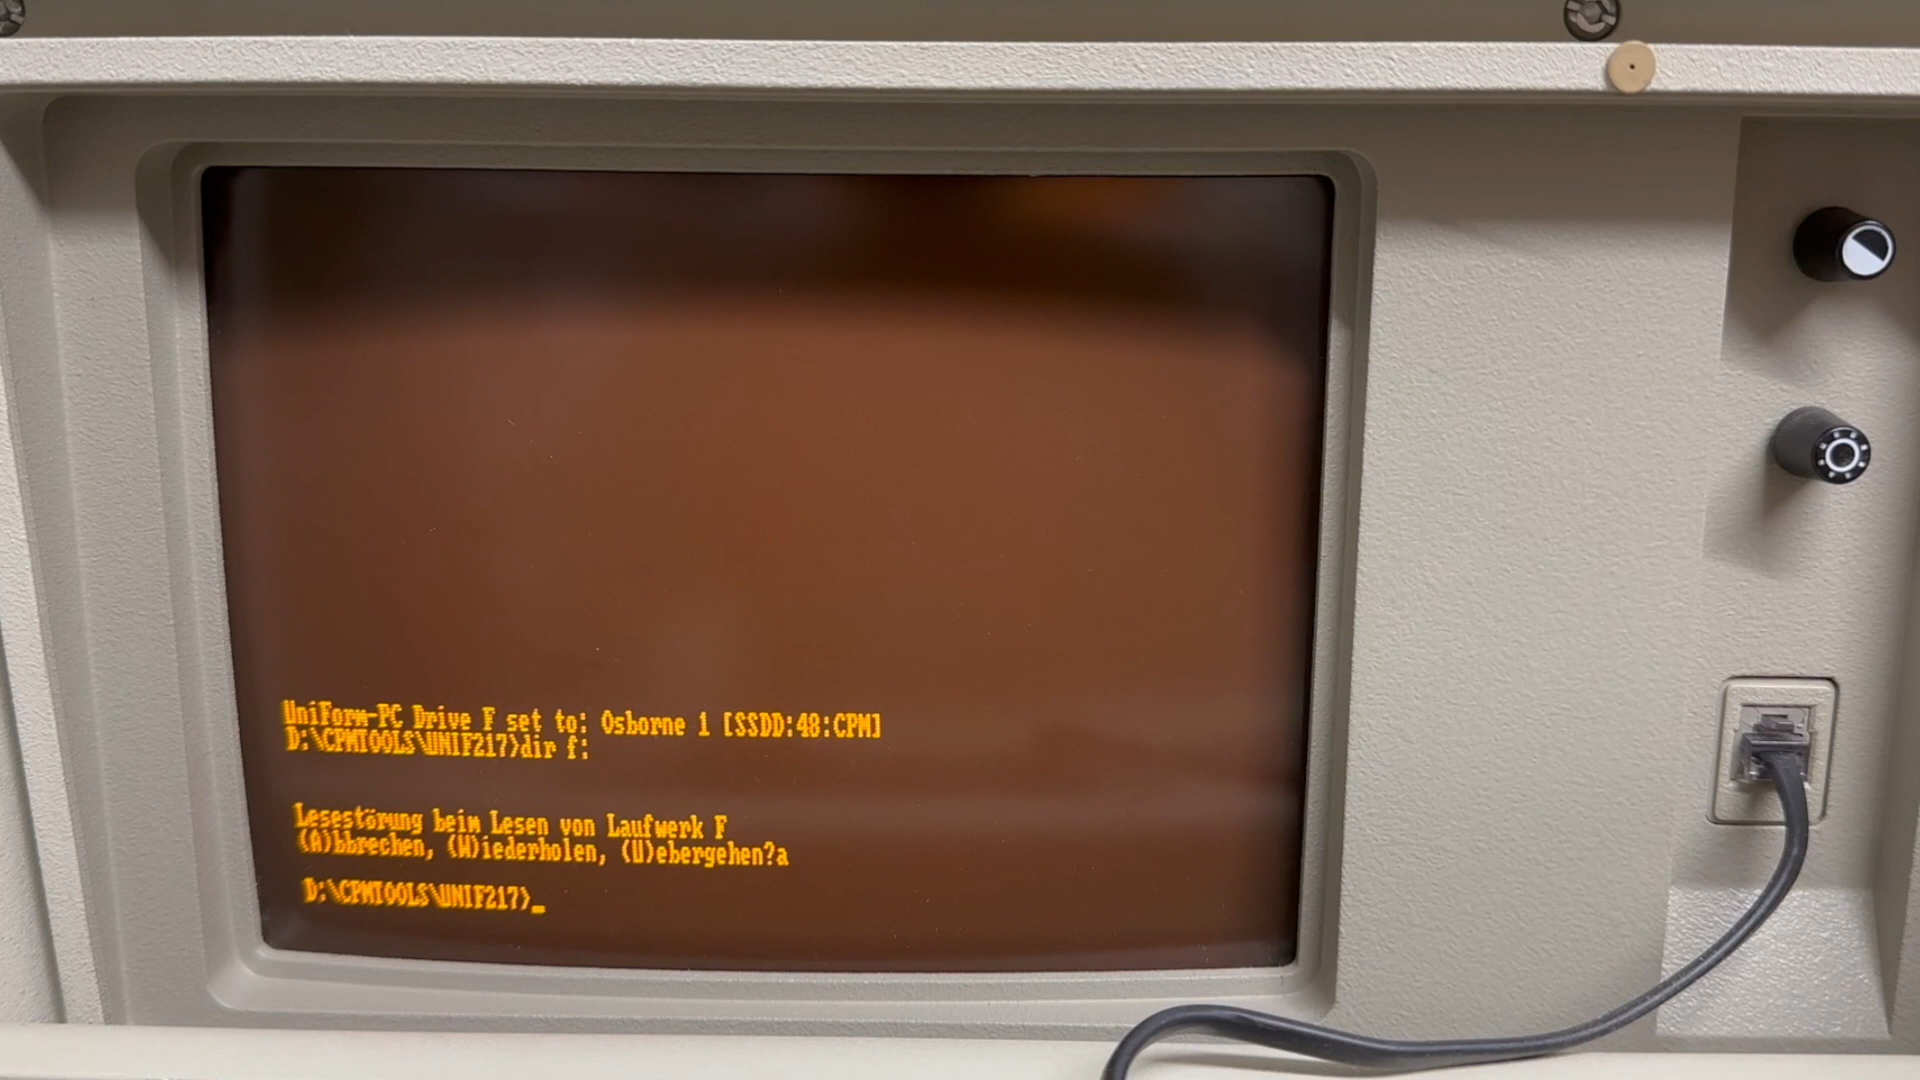 UniForm-PC Drive F set to: Osborne 1 [SSDD:48:CPM]
D:\CPMTOOLS\UNIF217>dir f:
Lesestörung beim Lesen von Laufwerk F
(A)bbrechen, (W)iederholen, (U)ebergehen?a
D:\CPMTOOLS\UNIF217>_